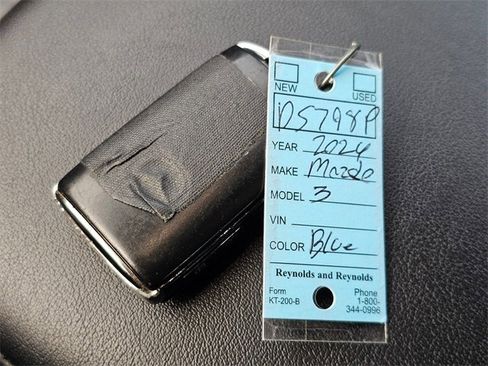 NEW USED
DS798P
YEAR 2024
MAKE Mazda
MODEL 3
VIN
COLOR Blue
Reynolds and Reynolds
Form Phone
KT-200-B 1-800-
344-0996